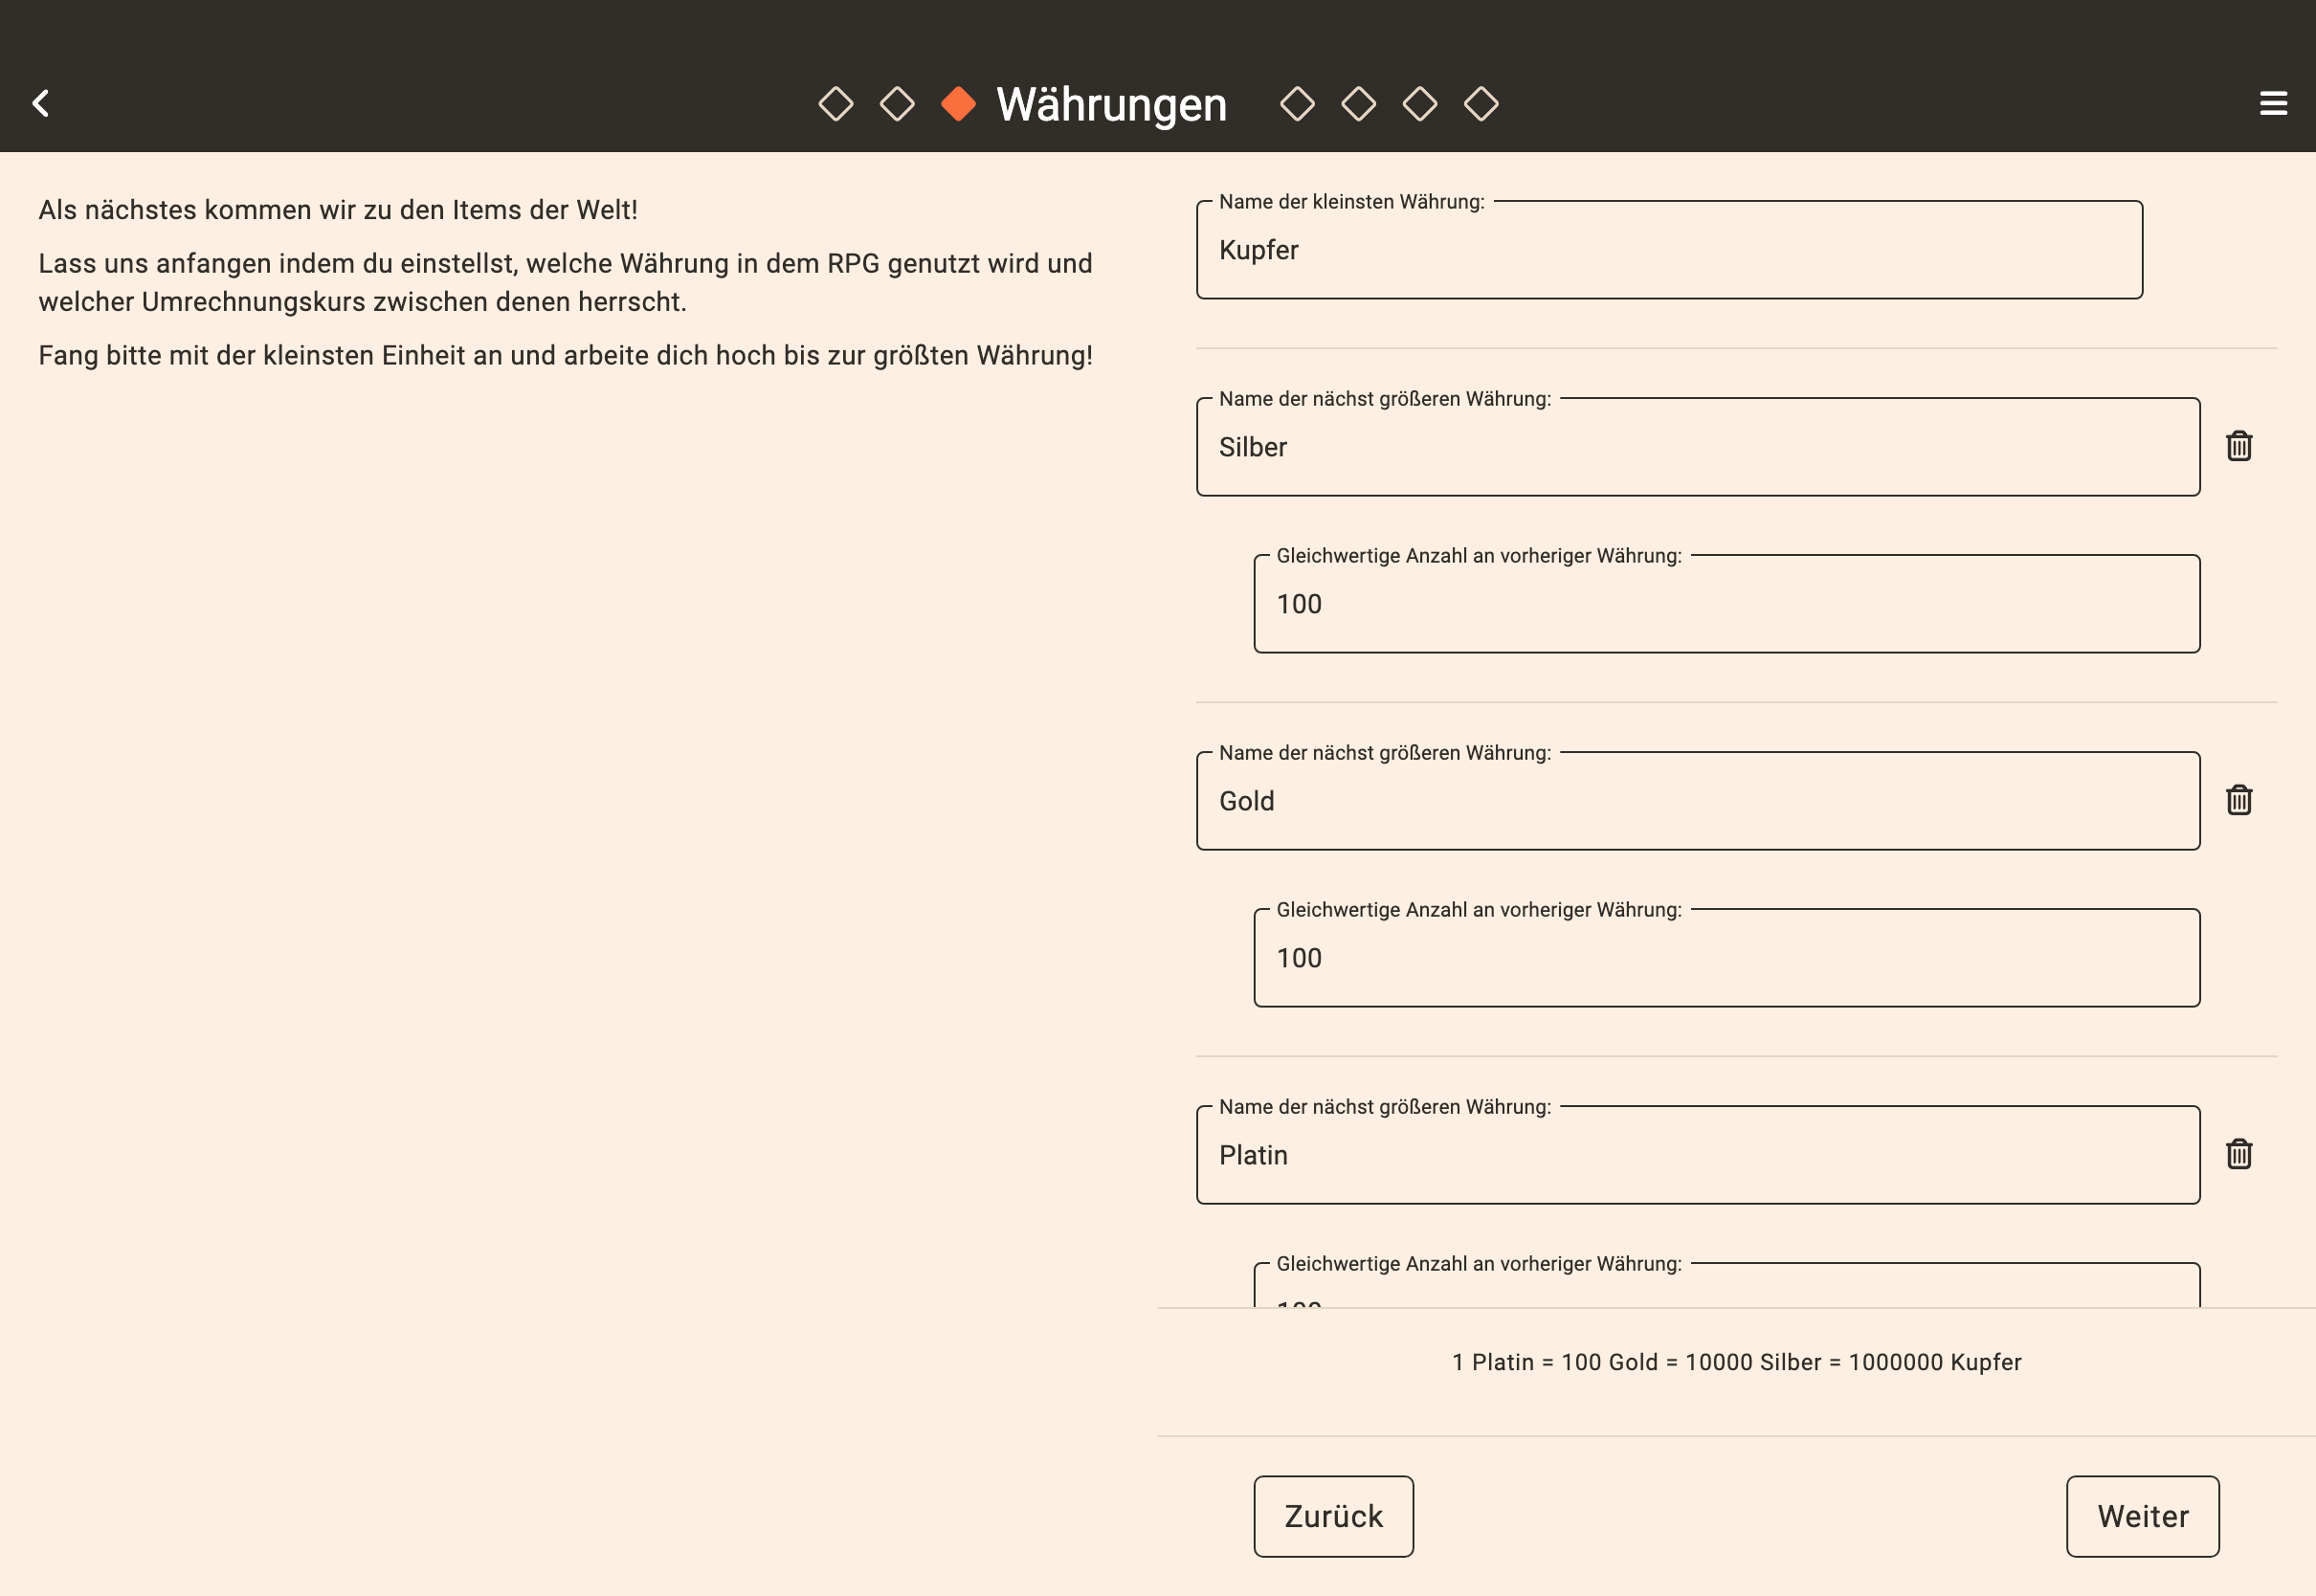 Währungen
Als nächstes kommen wir zu den Items der Welt!
Lass uns anfangen indem du einstellst, welche Währung in dem RPG genutzt wird und
welcher Umrechnungskurs zwischen denen herrscht.
Fang bitte mit der kleinsten Einheit an und arbeite dich hoch bis zur größten Währung!
Name der kleinsten Währung:
Kupfer
Name der nächst größeren Währung:
Silber
Gleichwertige Anzahl an vorheriger Währung:
100
Name der nächst größeren Währung:
Gold
Gleichwertige Anzahl an vorheriger Währung:
100
Name der nächst größeren Währung:
Platin
Gleichwertige Anzahl an vorheriger Währung:
100
1 Platin = 100 Gold = 10000 Silber = 1000000 Kupfer
Zurück
Weiter